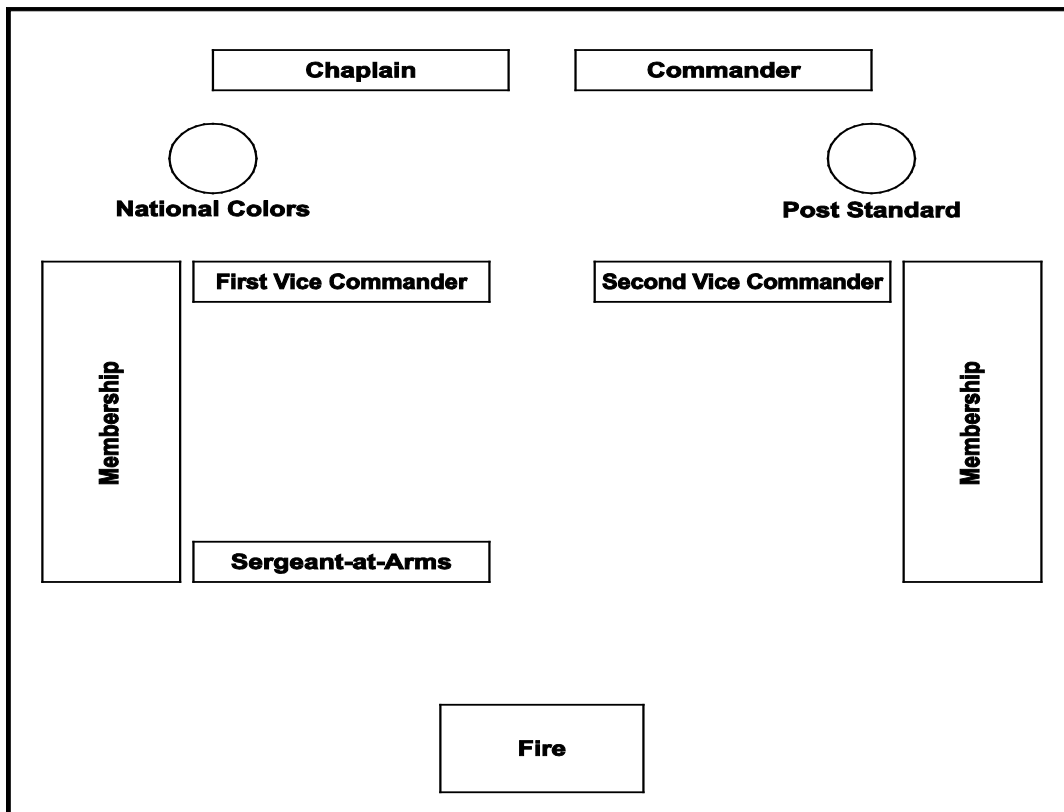 Chaplain
Commander
National Colors
Post Standard
First Vice Commander
Second Vice Commander
Membership
Membership
Sergeant-at-Arms
Fire